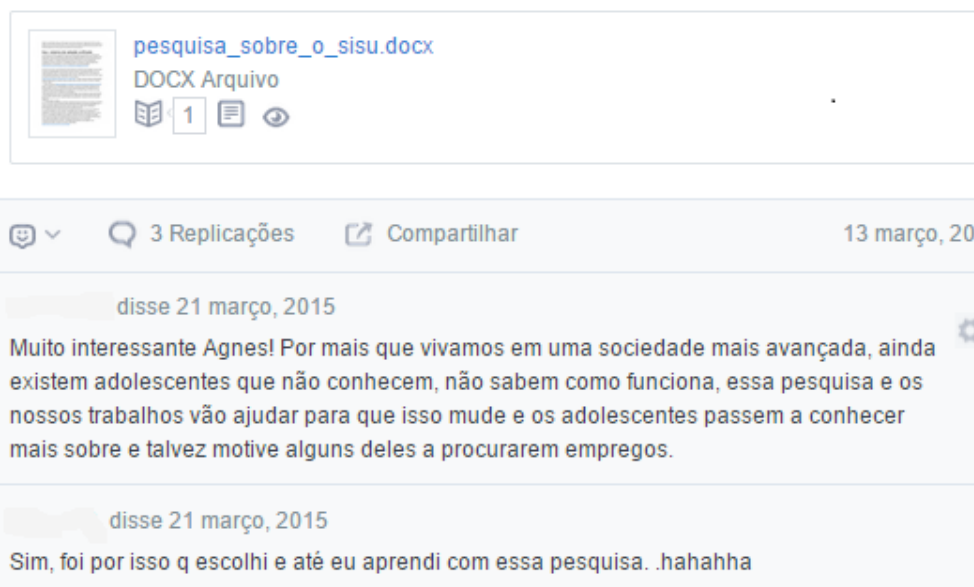 pesquisa_sobre_o_sisu.docx
DOCX Arquivo
1
3 Replicações Compartilhar 13 março, 20
disse 21 março, 2015
Muito interessante Agnes! Por mais que vivamos em uma sociedade mais avançada, ainda
existem adolescentes que não conhecem, não sabem como funciona, essa pesquisa e os
nossos trabalhos vão ajudar para que isso mude e os adolescentes passem a conhecer
mais sobre e talvez motive alguns deles a procurarem empregos.
disse 21 março, 2015
Sim, foi por isso q escolhi e até eu aprendi com essa pesquisa. .hahahha